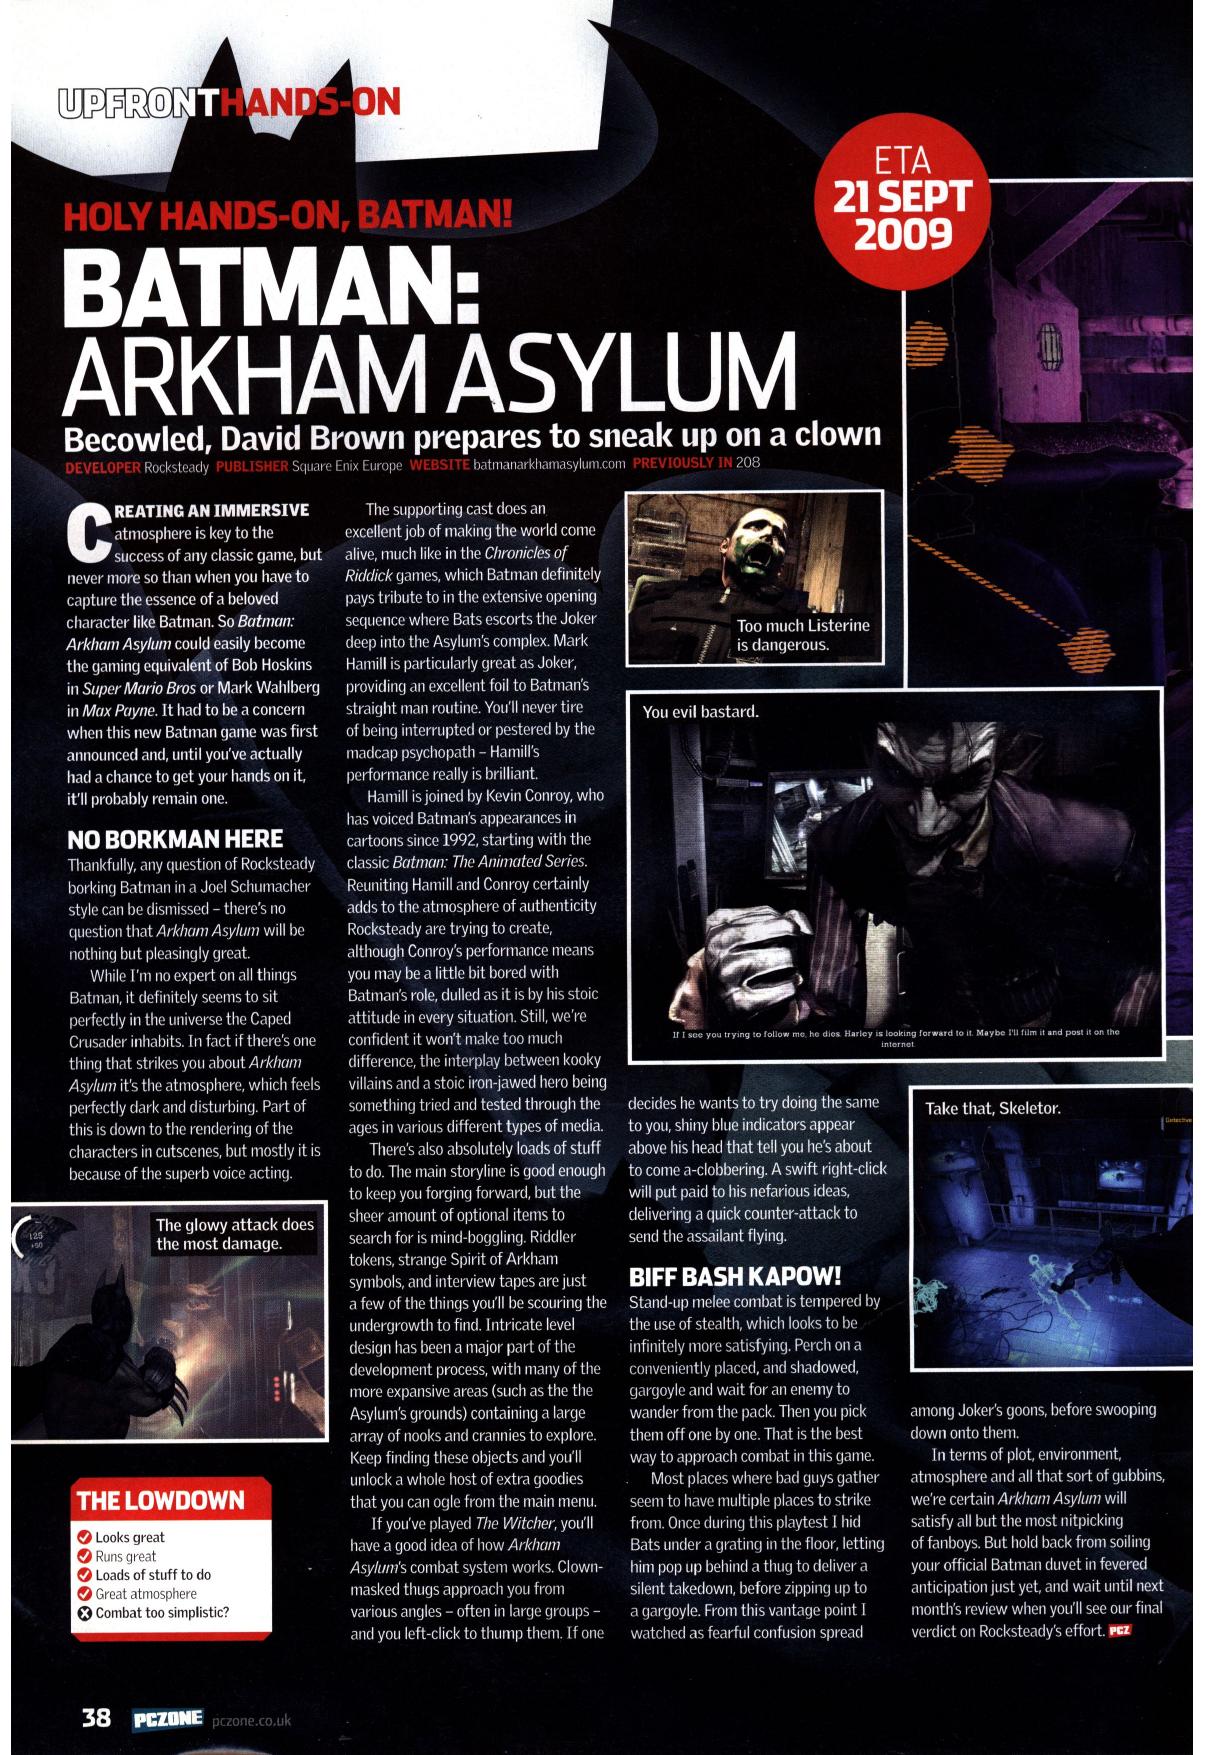 UPFRONTHANDS-ON
HOLY HANDS-ON, BATMAN!
BATMAN:
ARKHAM ASYLUM
Becowled, David Brown prepares to sneak up on a clown
DEVELOPER Rocksteady PUBLISHER Square Enix Europe WEBSITE batmanarkhamasylum.com PREVIOUSLY IN 208
ETA
21 SEPT
2009
CREATING AN IMMERSIVE
atmosphere is key to the
success of any classic game, but
never more so than when you have to
capture the essence of a beloved
character like Batman. So Batman:
Arkham Asylum could easily become
the gaming equivalent of Bob Hoskins
in Super Mario Bros or Mark Wahlberg
in Max Payne. It had to be a concern
when this new Batman game was first
announced and, until you've actually
had a chance to get your hands on it,
it'll probably remain one.
NO BORKMAN HERE
Thankfully, any question of Rocksteady
borking Batman in a Joel Schumacher
style can be dismissed – there's no
question that Arkham Asylum will be
nothing but pleasingly great.
While I'm no expert on all things
Batman, it definitely seems to sit
perfectly in the universe the Caped
Crusader inhabits. In fact if there's one
thing that strikes you about Arkham
Asylum it's the atmosphere, which feels
perfectly dark and disturbing. Part of
this is down to the rendering of the
characters in cutscenes, but mostly it is
because of the superb voice acting.
125
+50
The glowy attack does
the most damage.
THE LOWDOWN
Looks great
Runs great
Loads of stuff to do
Great atmosphere
Combat too simplistic?
The supporting cast does an
excellent job of making the world come
alive, much like in the Chronicles of
Riddick games, which Batman definitely
pays tribute to in the extensive opening
sequence where Bats escorts the Joker
deep into the Asylum's complex. Mark
Hamill is particularly great as Joker,
providing an excellent foil to Batman's
straight man routine. You'll never tire
of being interrupted or pestered by the
madcap psychopath – Hamill's
performance really is brilliant.
Hamill is joined by Kevin Conroy, who
has voiced Batman's appearances in
cartoons since 1992, starting with the
classic Batman: The Animated Series.
Reuniting Hamill and Conroy certainly
adds to the atmosphere of authenticity
Rocksteady are trying to create,
although Conroy's performance means
you may be a little bit bored with
Batman's role, dulled as it is by his stoic
attitude in every situation. Still, we're
confident it won't make too much
difference, the interplay between kooky
villains and a stoic iron-jawed hero being
something tried and tested through the
ages in various different types of media.
There's also absolutely loads of stuff
to do. The main storyline is good enough
to keep you forging forward, but the
sheer amount of optional items to
search for is mind-boggling. Riddler
tokens, strange Spirit of Arkham
symbols, and interview tapes are just
a few of the things you'll be scouring the
undergrowth to find. Intricate level
design has been a major part of the
development process, with many of the
more expansive areas (such as the the
Asylum's grounds) containing a large
array of nooks and crannies to explore.
Keep finding these objects and you'll
unlock a whole host of extra goodies
that you can ogle from the main menu.
If you've played The Witcher, you'll
have a good idea of how Arkham
Asylum's combat system works. Clown-
masked thugs approach you from
various angles – often in large groups –
and you left-click to thump them. If one
Too much Listerine
is dangerous.
You evil bastard.
If I see you trying to follow me, he dies. Harley is looking forward to it. Maybe I'll film it and post it on the
internet.
decides he wants to try doing the same
to you, shiny blue indicators appear
above his head that tell you he's about
to come a-clobbering. A swift right-click
will put paid to his nefarious ideas,
delivering a quick counter-attack to
send the assailant flying.
BIFF BASH KAPOW!
Stand-up melee combat is tempered by
the use of stealth, which looks to be
infinitely more satisfying. Perch on a
conveniently placed, and shadowed,
gargoyle and wait for an enemy to
wander from the pack. Then you pick
them off one by one. That is the best
way to approach combat in this game.
Most places where bad guys gather
seem to have multiple places to strike
from. Once during this playtest I hid
Bats under a grating in the floor, letting
him pop up behind a thug to deliver a
silent takedown, before zipping up to
a gargoyle. From this vantage point I
watched as fearful confusion spread
Take that, Skeletor.
Detective
among Joker's goons, before swooping
down onto them.
In terms of plot, environment,
atmosphere and all that sort of gubbins,
we're certain Arkham Asylum will
satisfy all but the most nitpicking
of fanboys. But hold back from soiling
your official Batman duvet in fevered
anticipation just yet, and wait until next
month's review when you'll see our final
verdict on Rocksteady's effort. PCZ
38 PCZONE pczone.co.uk